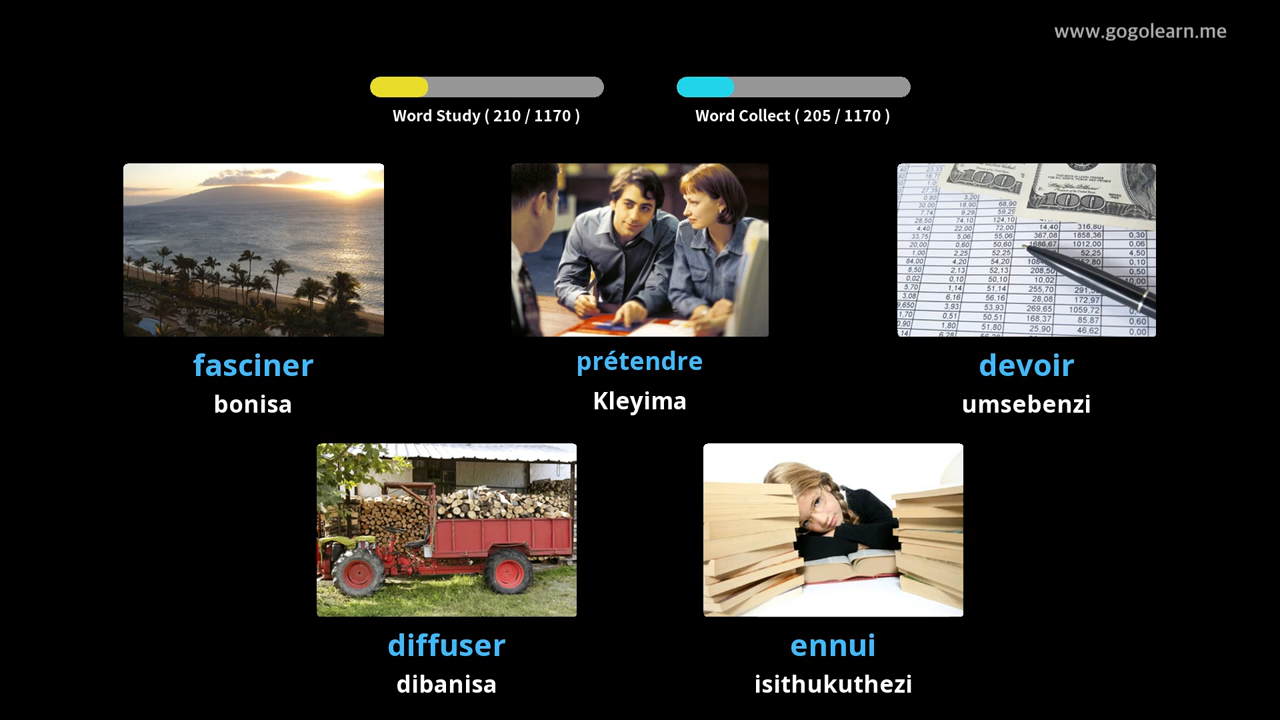 www.gogolearn.me
Word Study ( 210 / 1170 )
Word Collect ( 205 / 1170 )
fasciner
bonisa
prétendre
Kleyima
devoir
umsebenzi
diffuser
dibanisa
ennui
isithukuthezi